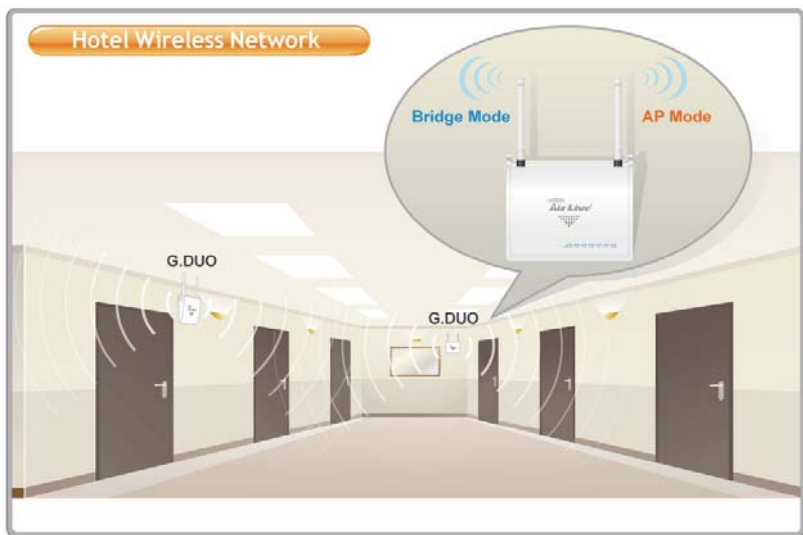 Hotel Wireless Network
Bridge Mode
AP Mode
Air Live
G.DUO
G.DUO